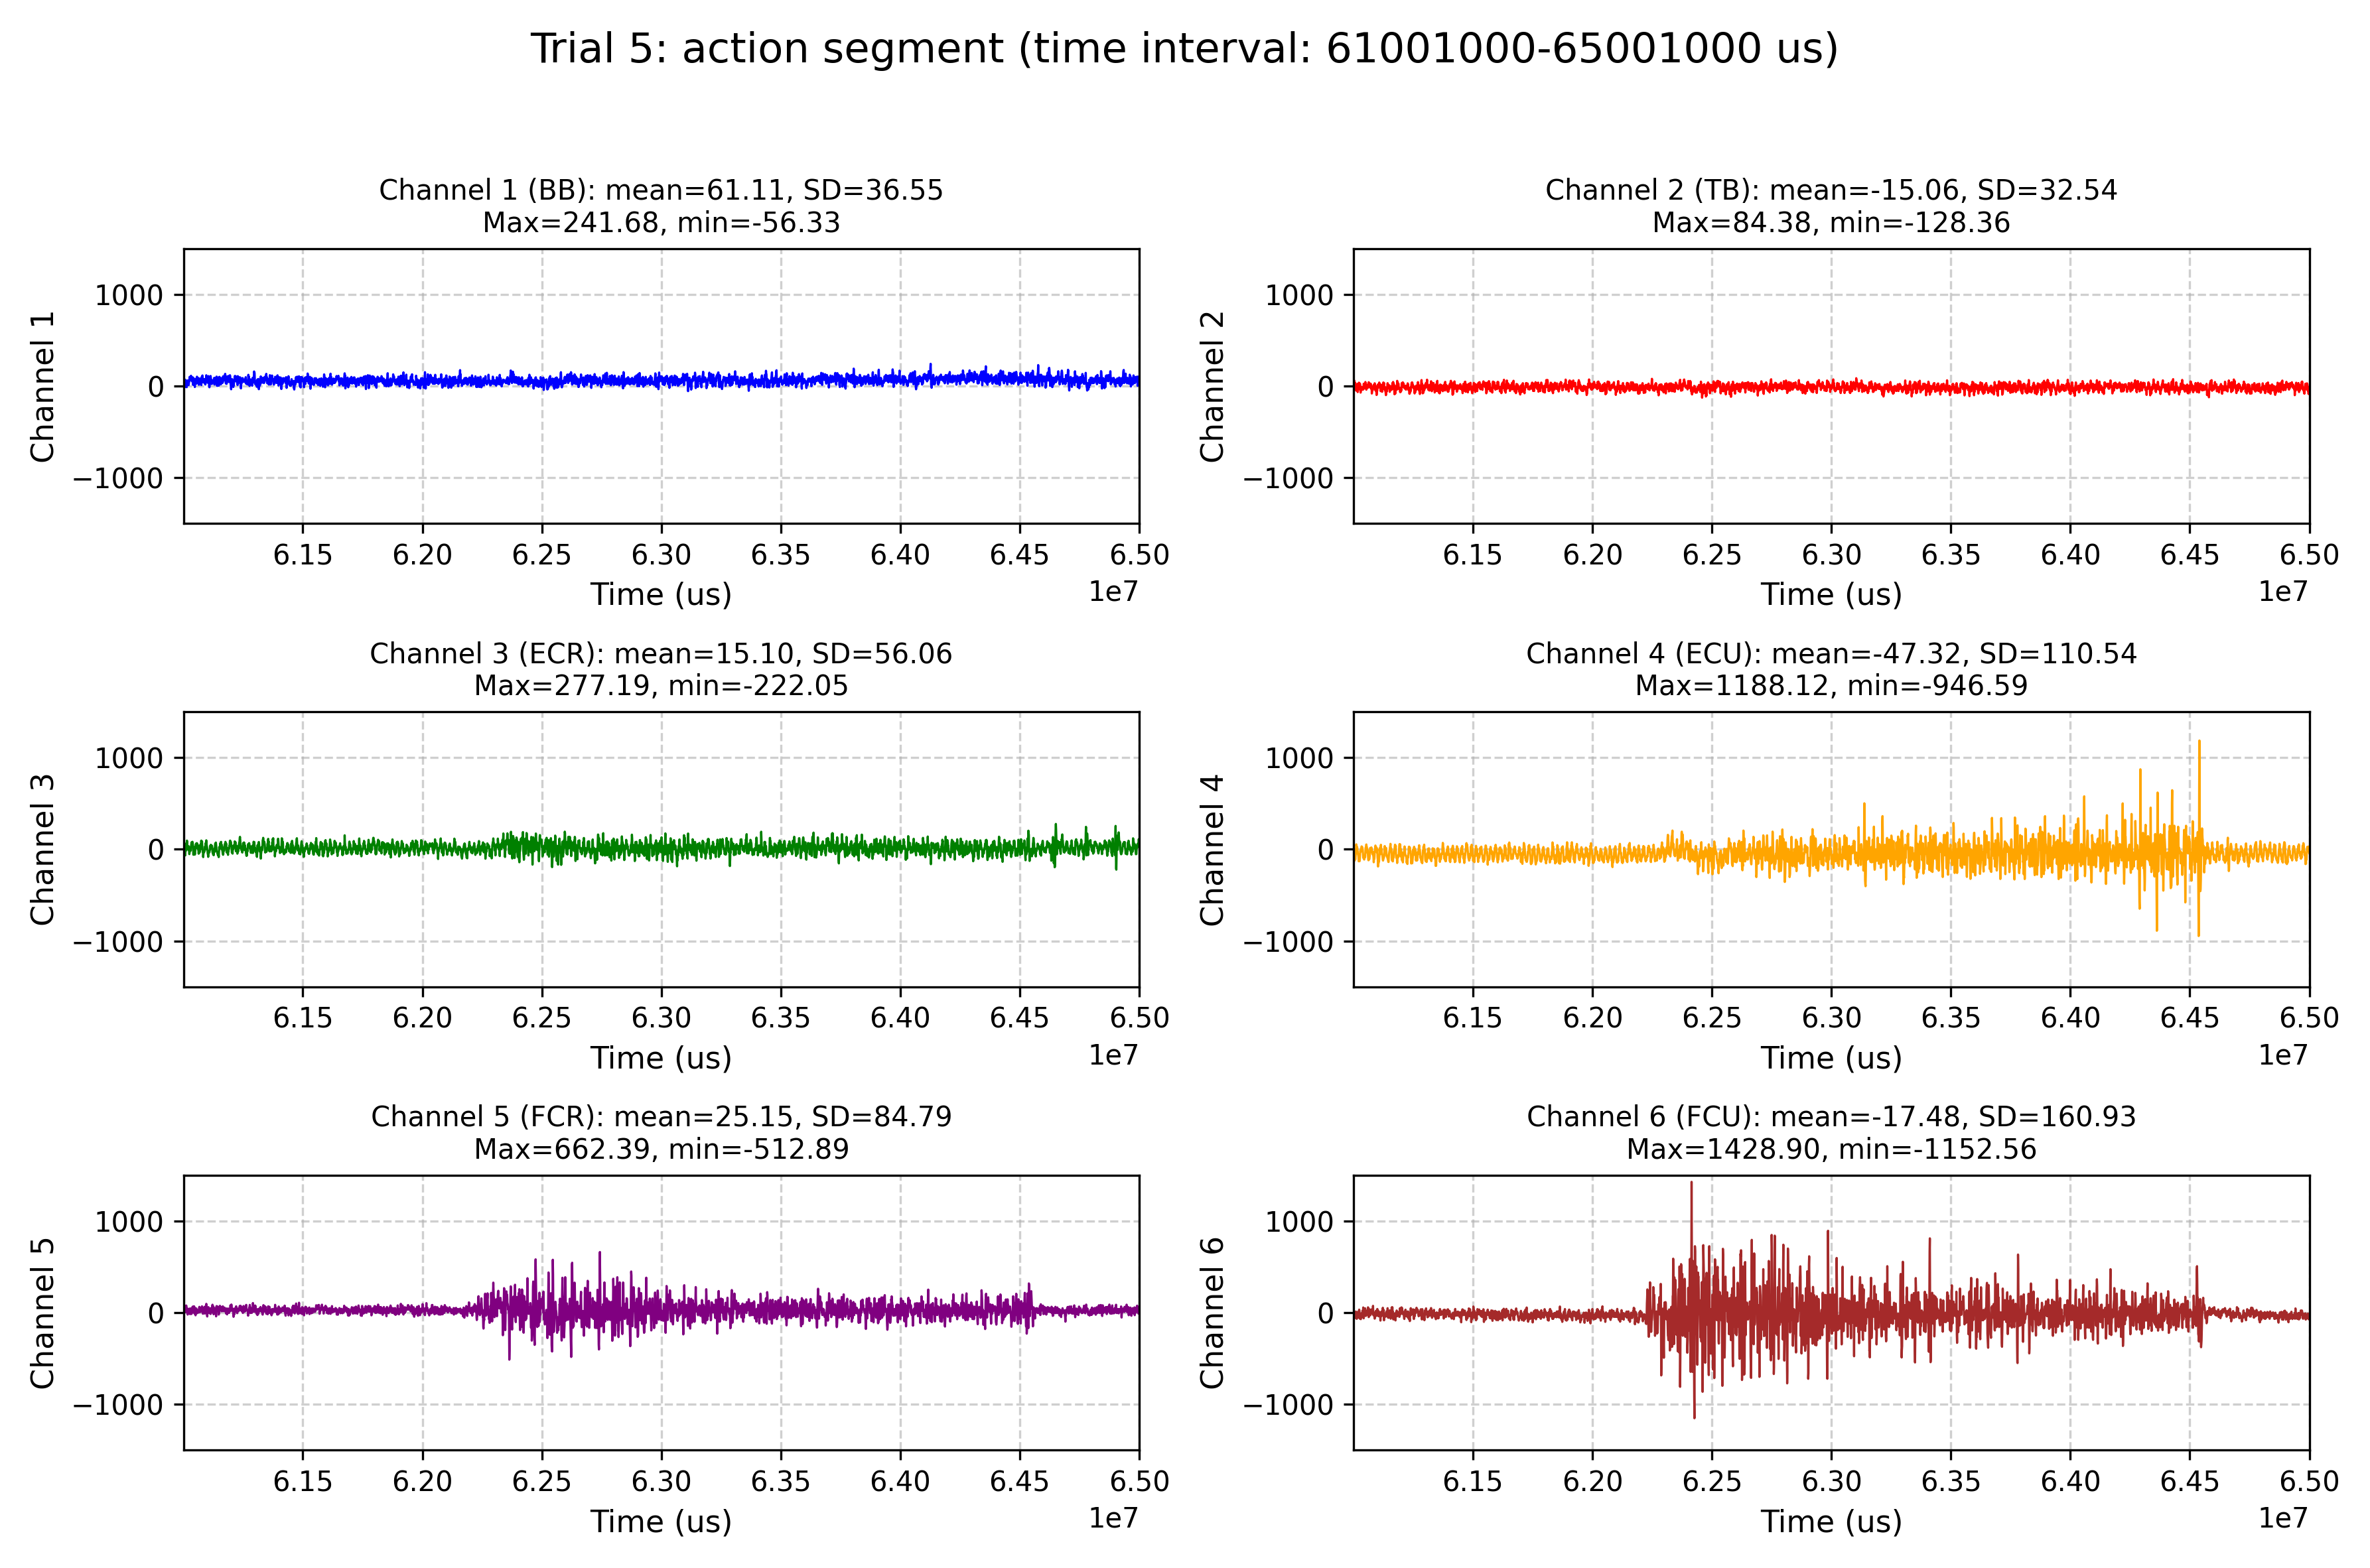 Trial 5: action segment (time interval: 61001000-65001000 us)
Channel 1 (BB): mean=61.11, SD=36.55
Max=241.68, min=-56.33
Channel 1
1000
0
−1000
6.15 6.20 6.25 6.30 6.35 6.40 6.45 6.50
Time (us)
1e7
Channel 2 (TB): mean=-15.06, SD=32.54
Max=84.38, min=-128.36
Channel 2
1000
0
−1000
6.15 6.20 6.25 6.30 6.35 6.40 6.45 6.50
Time (us)
1e7
Channel 3 (ECR): mean=15.10, SD=56.06
Max=277.19, min=-222.05
Channel 3
1000
0
−1000
6.15 6.20 6.25 6.30 6.35 6.40 6.45 6.50
Time (us)
1e7
Channel 4 (ECU): mean=-47.32, SD=110.54
Max=1188.12, min=-946.59
Channel 4
1000
0
−1000
6.15 6.20 6.25 6.30 6.35 6.40 6.45 6.50
Time (us)
1e7
Channel 5 (FCR): mean=25.15, SD=84.79
Max=662.39, min=-512.89
Channel 5
1000
0
−1000
6.15 6.20 6.25 6.30 6.35 6.40 6.45 6.50
Time (us)
1e7
Channel 6 (FCU): mean=-17.48, SD=160.93
Max=1428.90, min=-1152.56
Channel 6
1000
0
−1000
6.15 6.20 6.25 6.30 6.35 6.40 6.45 6.50
Time (us)
1e7